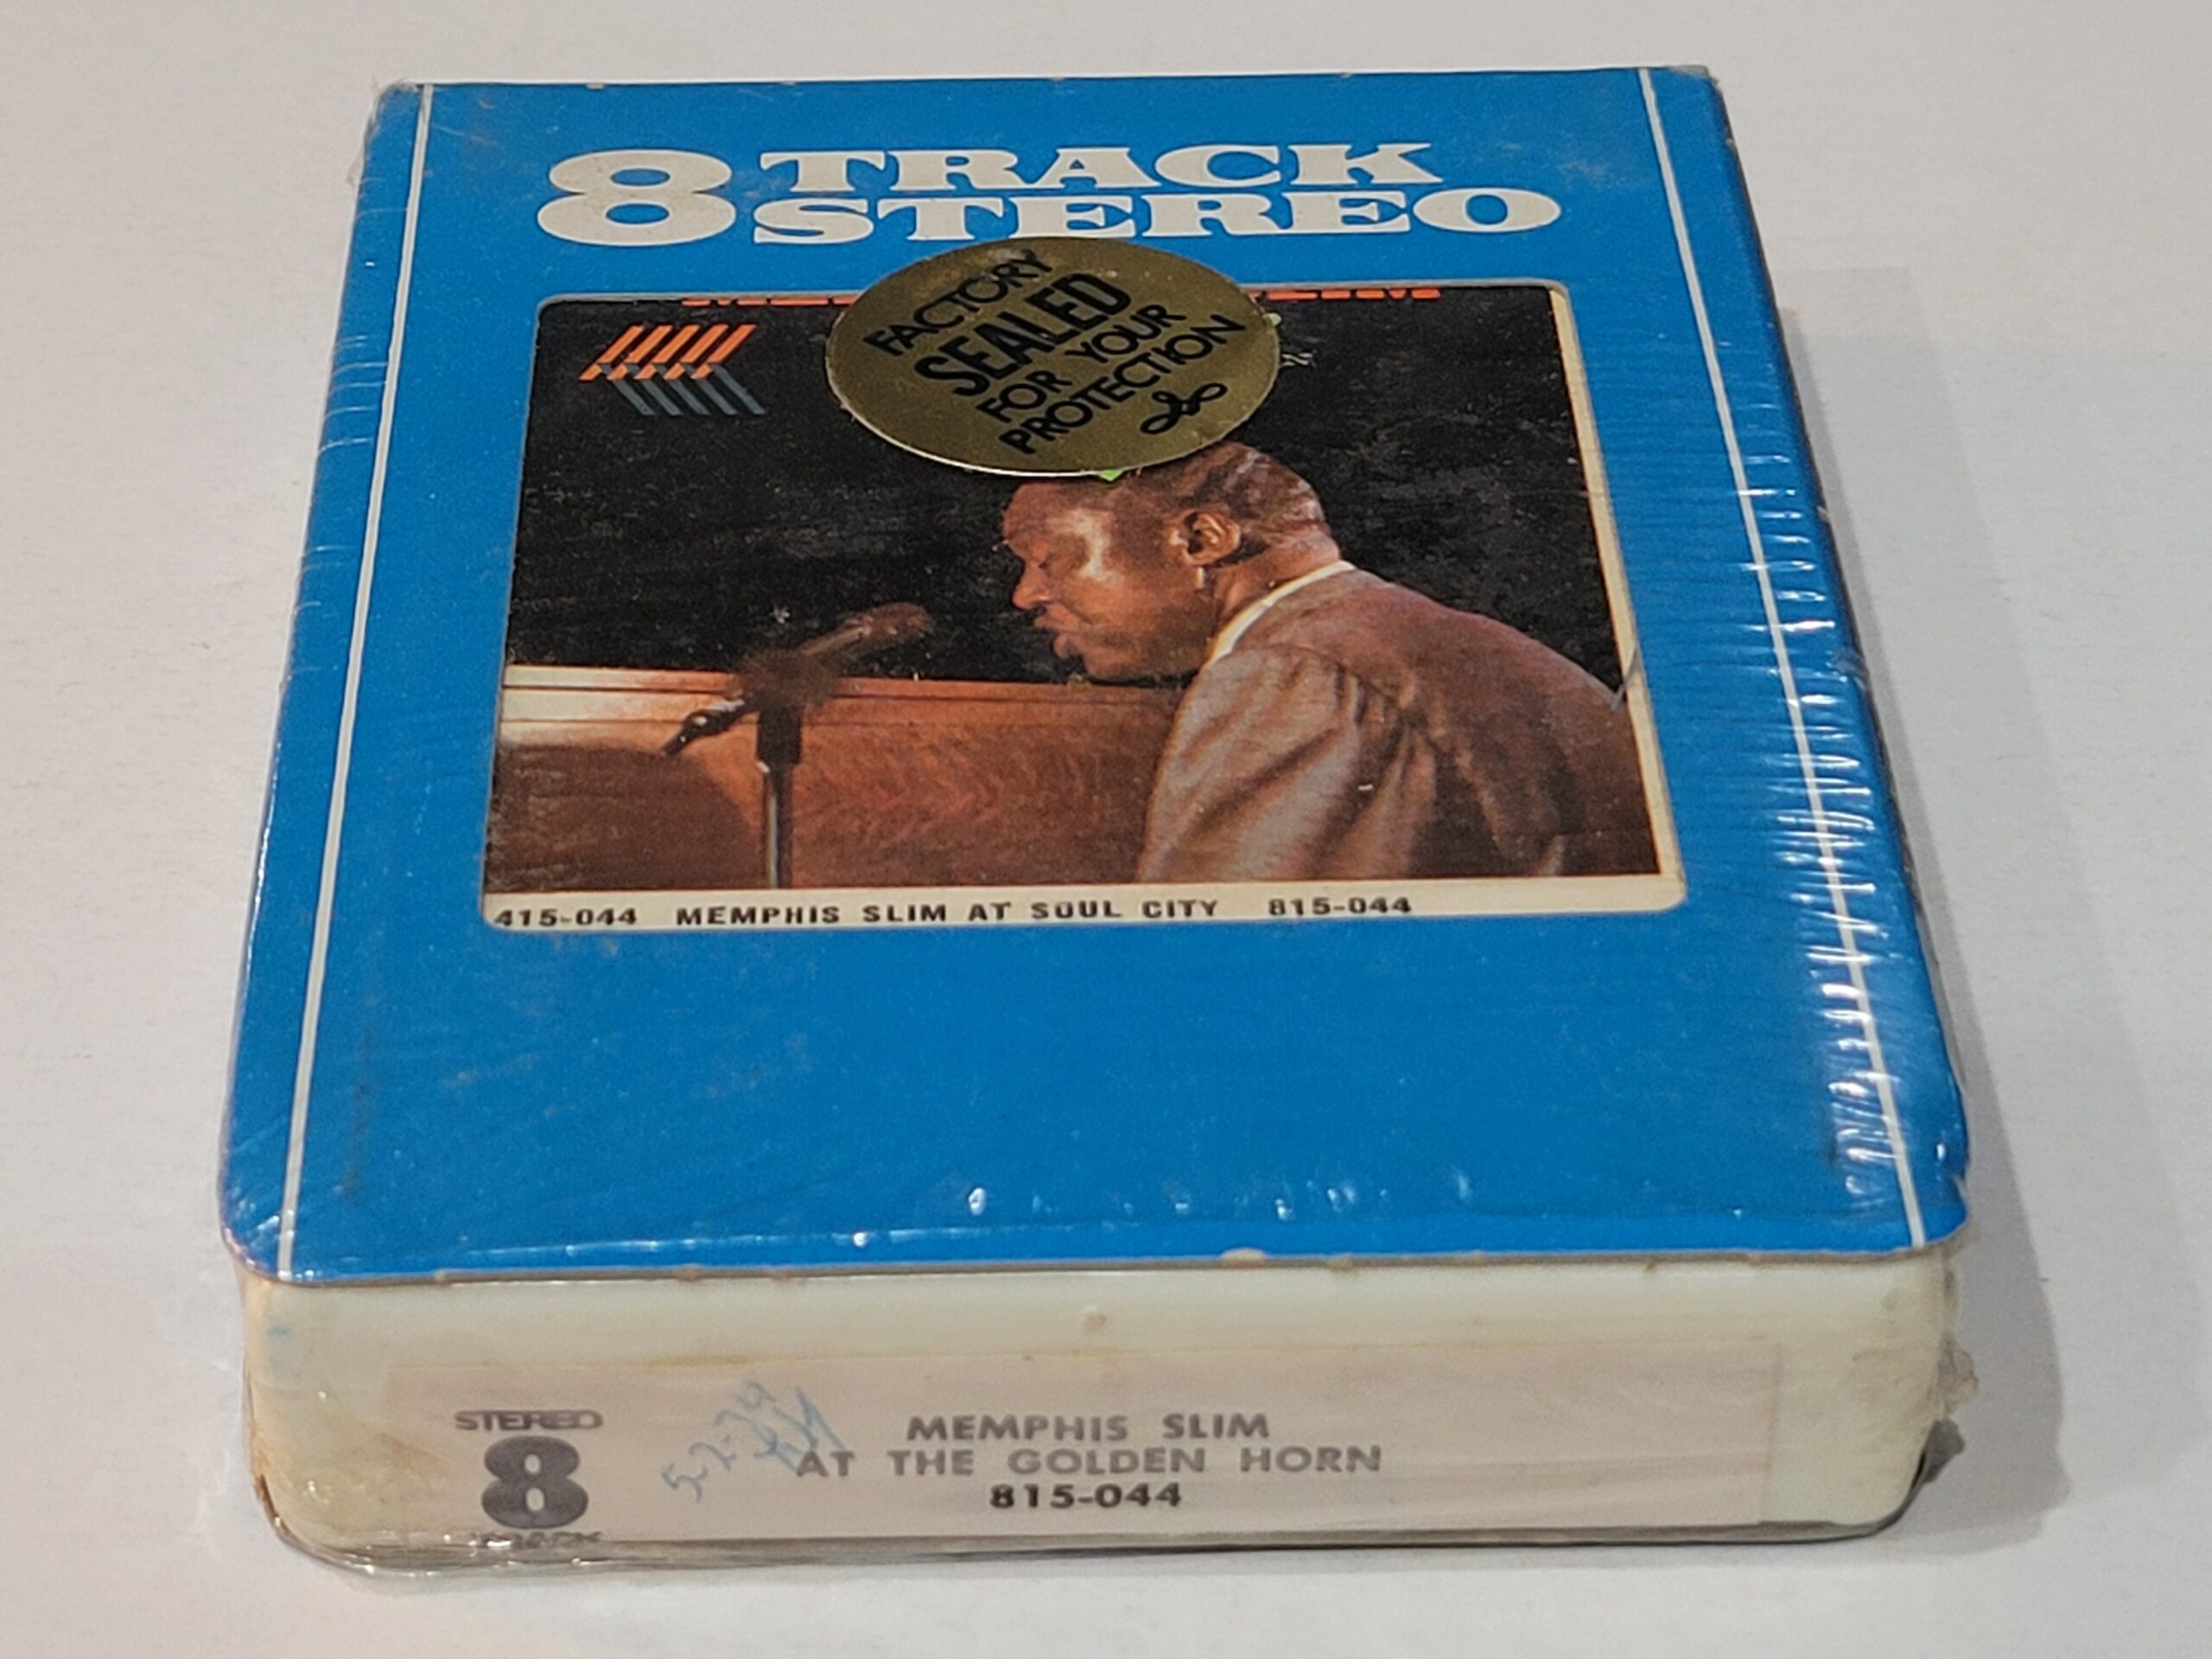 8 TRACK
STEREO
FACTORY
SEALED
FOR YOUR
PROTECTION
415-044 MEMPHIS SLIM AT SOUL CITY 815-044
STEREO
8
TRACK
MEMPHIS SLIM
AT THE GOLDEN HORN
815-044